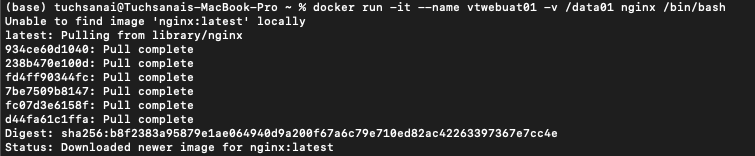 (base) tuchsanai@Tuchsanais-MacBook-Pro ~ % docker run -it --name vtwebuat01 -v /data01 nginx /bin/bash
Unable to find image 'nginx:latest' locally
latest: Pulling from library/nginx
934ce60d1040: Pull complete
238b470e100d: Pull complete
fd4ff90344fc: Pull complete
7be7509b8147: Pull complete
fc07d3e6158f: Pull complete
d44fa61c1ffa: Pull complete
Digest: sha256:b8f2383a95879e1ae064940d9a200f67a6c79e710ed82ac42263397367e7cc4e
Status: Downloaded newer image for nginx:latest